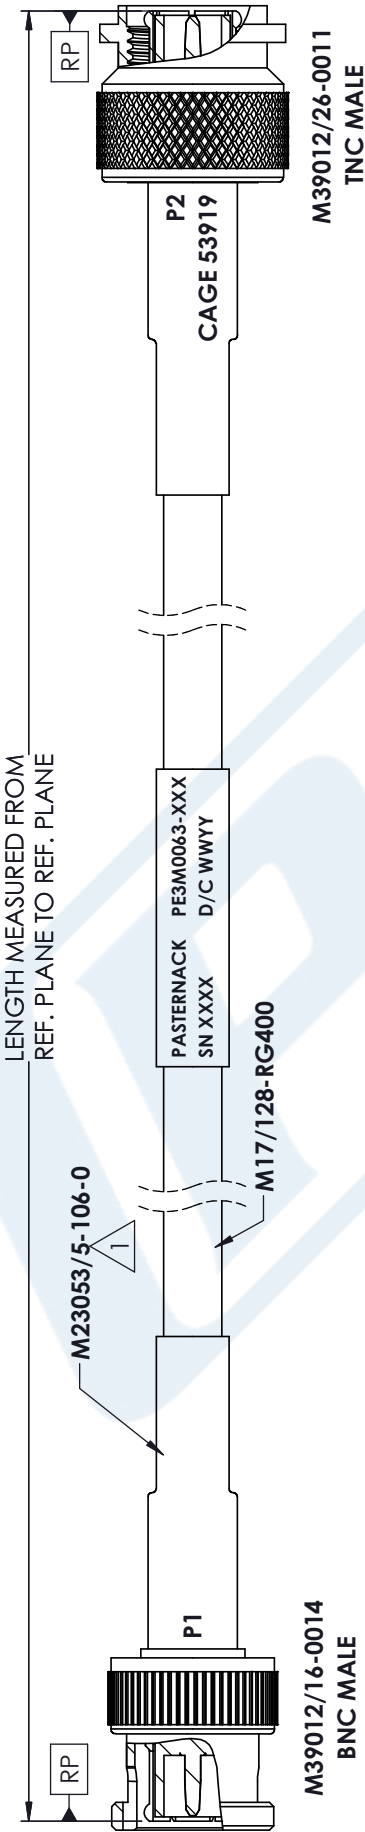 LENGTH MEASURED FROM
REF. PLANE TO REF. PLANE
RP
RP
M23053/5-106-0
1
P1
PASTERNACK PE3M0063-XXX
SN XXXX D/C WWYY
P2
CAGE 53919
M17/128-RG400
M39012/16-0014
BNC MALE
M39012/26-0011
TNC MALE